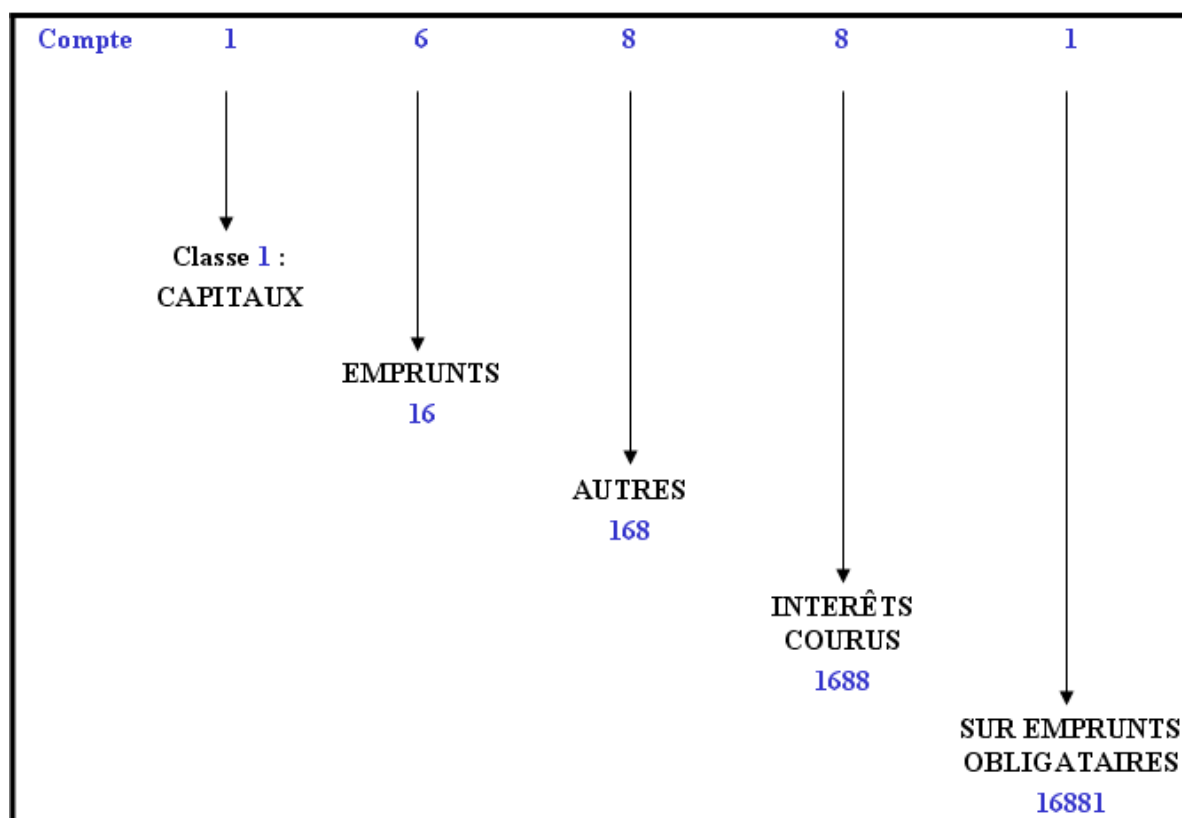 Compte 1 6 8 8 1
Classe 1 :
CAPITAUX
EMPRUNTS
16
AUTRES
168
INTERÊTS
COURUS
1688
SUR EMPRUNTS
OBLIGATAIRES
16881